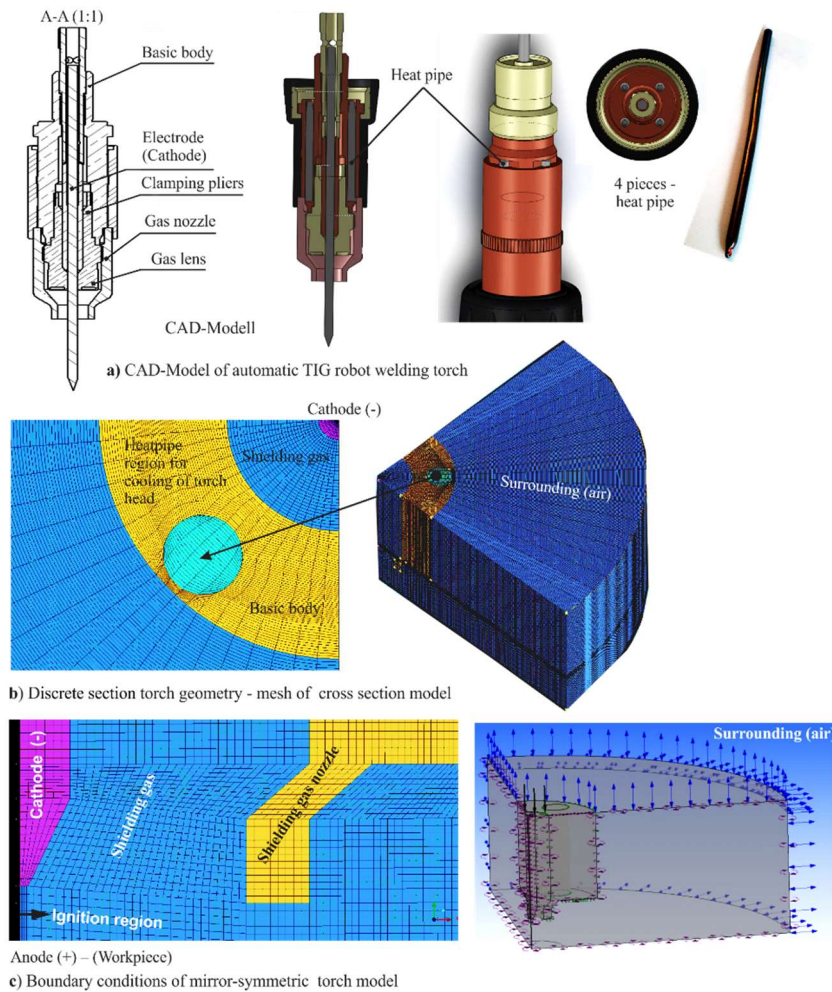 A-A (1:1)
Basic body
Electrode
(Cathode)
Clamping pliers
Gas nozzle
Gas lens
CAD-Modell
Heat pipe
4 pieces -
heat pipe
a) CAD-Model of automatic TIG robot welding torch
Cathode (-)
Heatpipe
region for
cooling of torch
head
Shielding gas
Basic body
Surrounding (air)
b) Discrete section torch geometry - mesh of cross section model
Cathode (-)
Shielding gas
Shielding gas nozzle
Ignition region
Surrounding (air)
Anode (+) – (Workpiece)
c) Boundary conditions of mirror-symmetric torch model